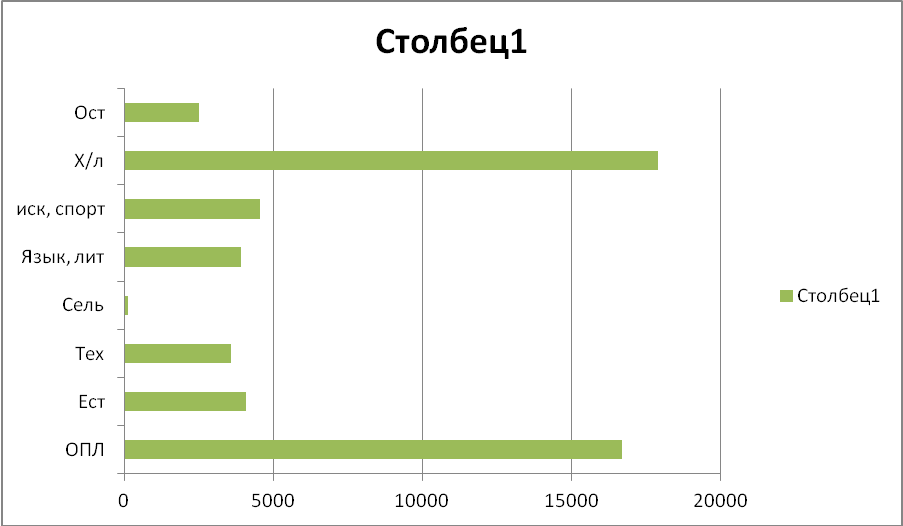 Столбец1
Ост
Х/л
иск, спорт
Язык, лит
Сель
Тех
Ест
ОПЛ
0 5000 10000 15000 20000
Столбец1